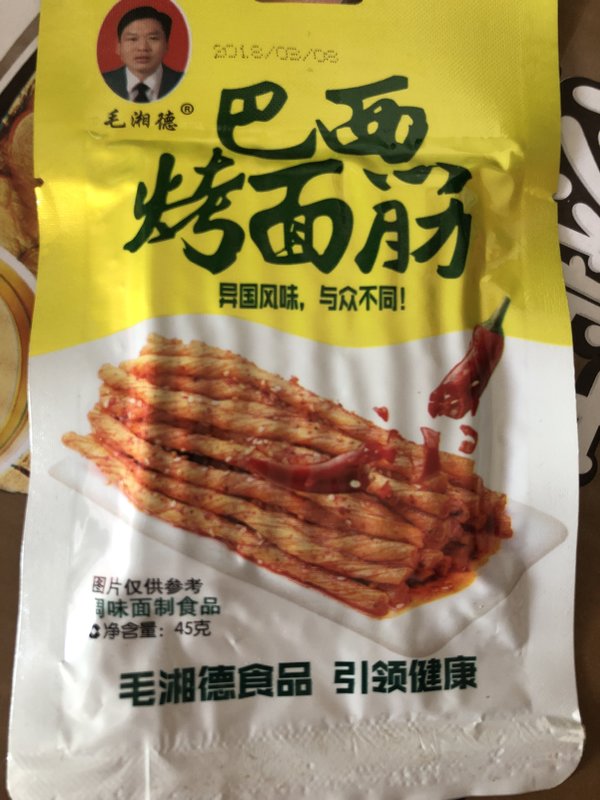 2018/03/08
毛湘德®
巴西
烤面筋
异国风味，与众不同！
图片仅供参考
调味面制食品
净含量：45克
毛湘德食品 引领健康